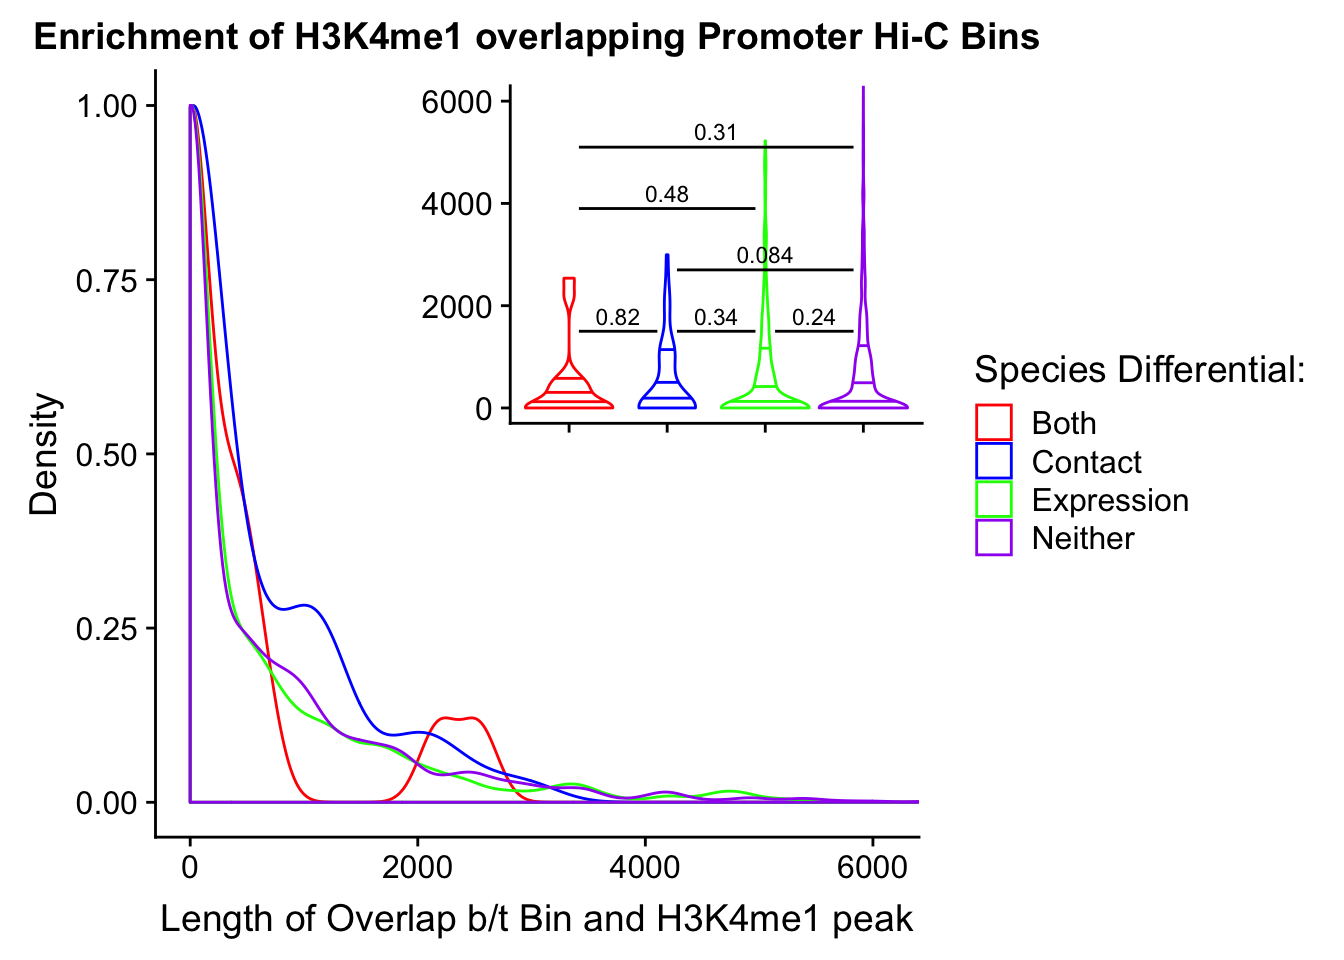 Enrichment of H3K4me1 overlapping Promoter Hi-C Bins
1.00
0.75
0.50
0.25
0.00
Density
0
2000
4000
6000
Length of Overlap b/t Bin and H3K4me1 peak
6000
4000
2000
0
0.31
0.48
0.084
0.82
0.34
0.24
Species Differential:
Both
Contact
Expression
Neither